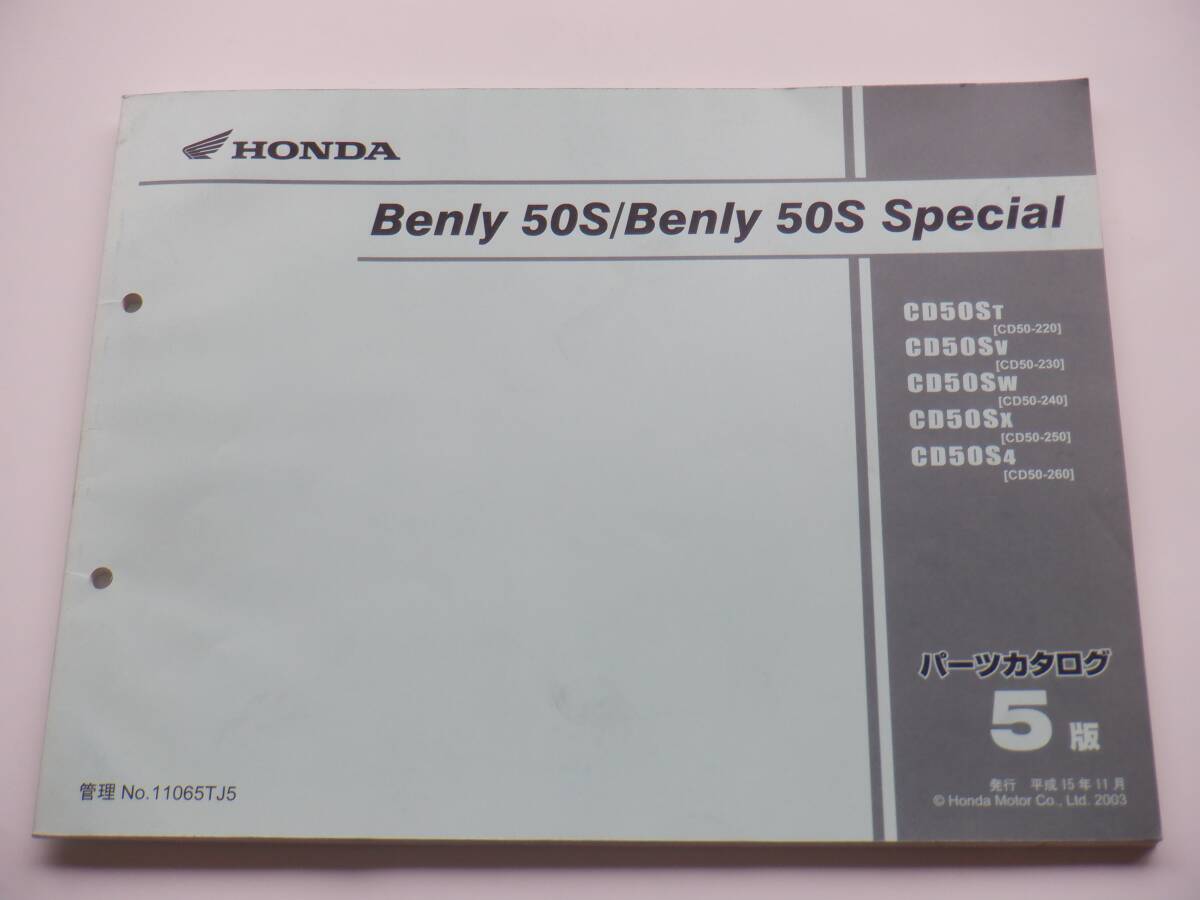 HONDA
Benly 50S/Benly 50S Special
CD50ST
[CD50-220]
CD50SV
[CD50-230]
CD50SW
[CD50-240]
CD50SX
[CD50-250]
CD50S4
[CD50-260]
パーツカタログ
5版
管理 No.11065TJ5
発行 平成15年11月
© Honda Motor Co., Ltd. 2003